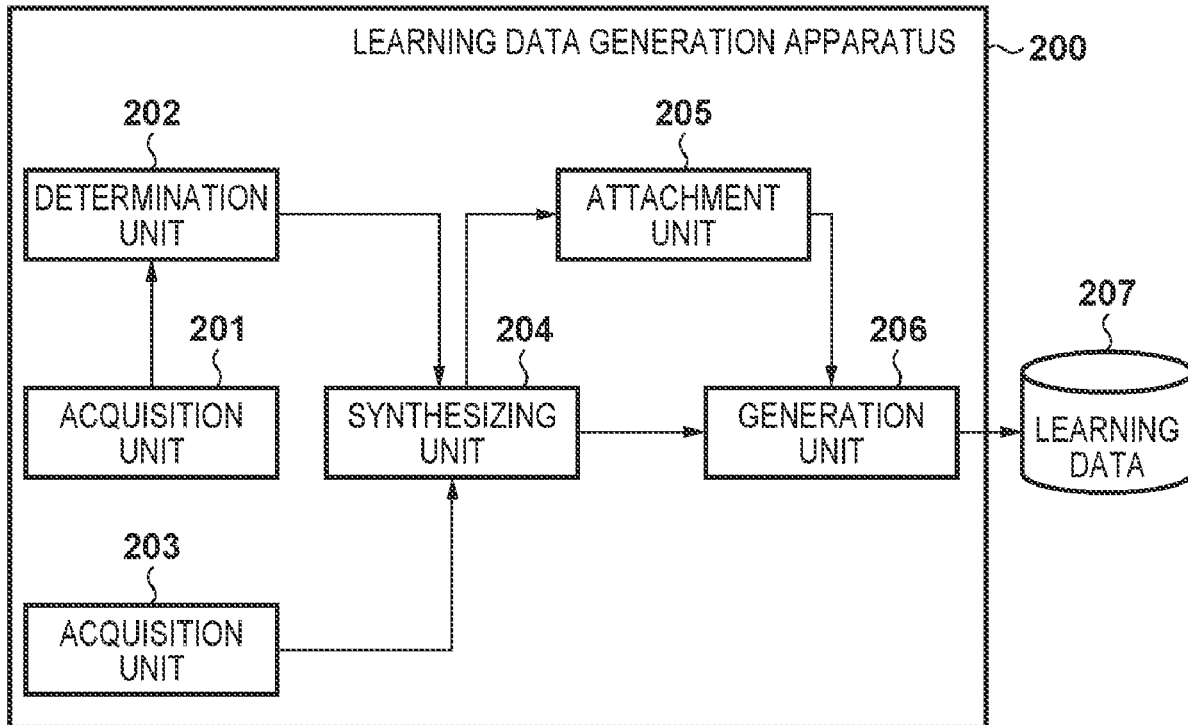 LEARNING DATA GENERATION APPARATUS
200
202
DETERMINATION
UNIT
205
ATTACHMENT
UNIT
201
ACQUISITION
UNIT
204
SYNTHESIZING
UNIT
206
GENERATION
UNIT
207
LEARNING
DATA
203
ACQUISITION
UNIT